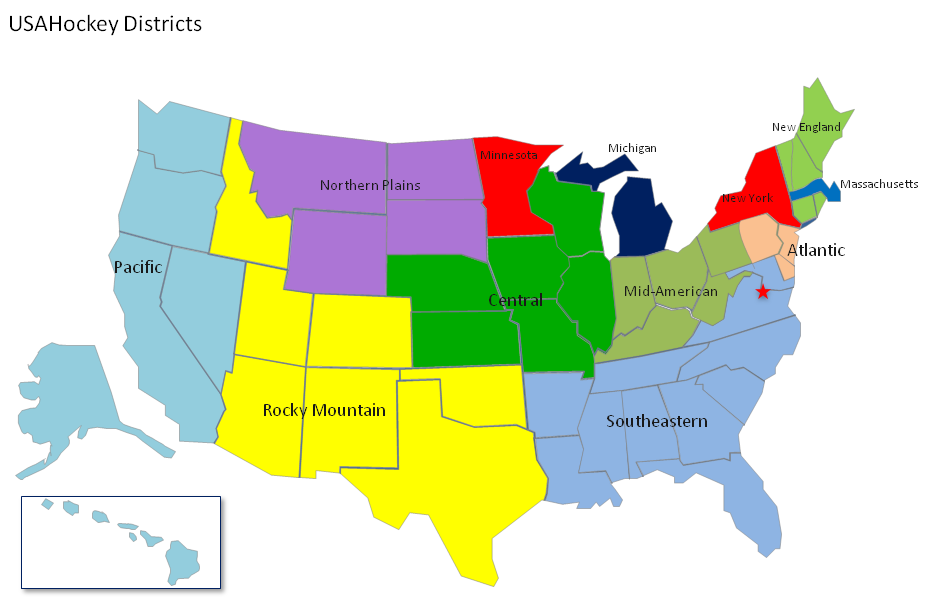 USAHockey Districts
New England
Minnesota
Michigan
Northern Plains
Massachusetts
New York
Atlantic
Pacific
Mid-American
Central
Rocky Mountain
Southeastern